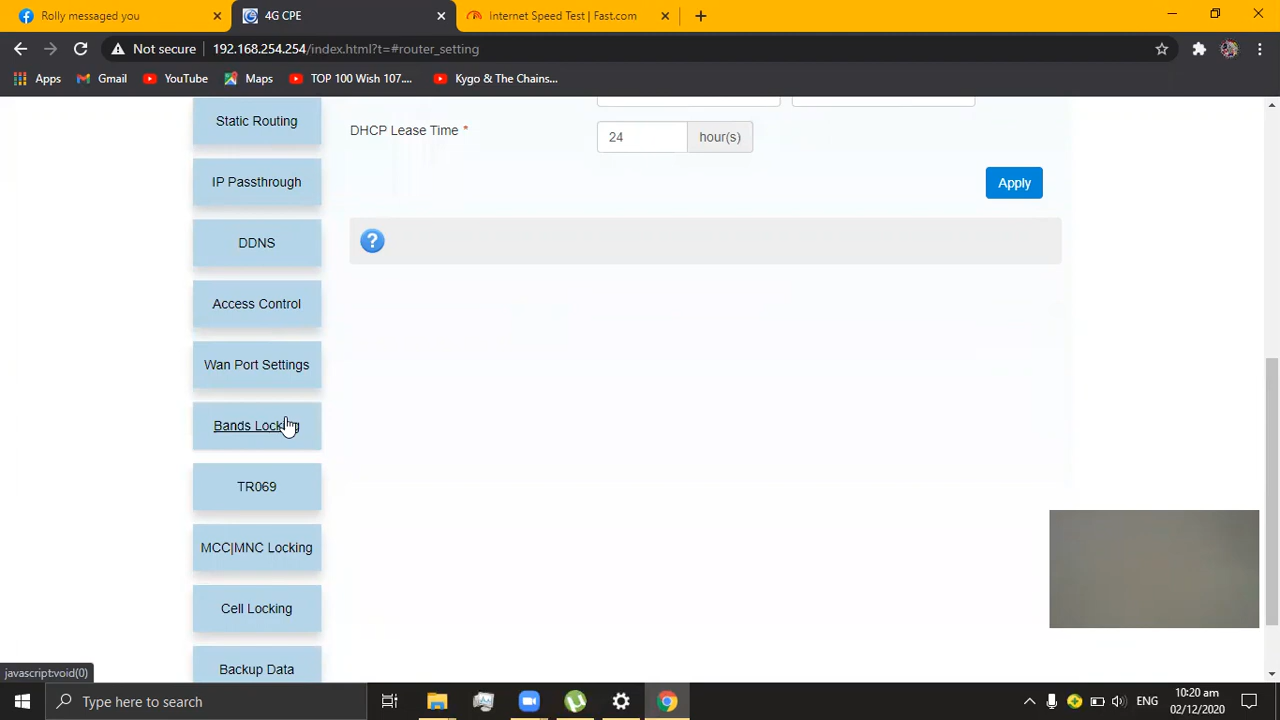 Rolly messaged you
4G CPE
Internet Speed Test | Fast.com
Not secure
192.168.254.254/index.html?t=#router_setting
Apps
Gmail
YouTube
Maps
TOP 100 Wish 107....
Kygo & The Chains...
Static Routing
IP Passthrough
DDNS
Access Control
Wan Port Settings
Bands Locking
TR069
MCC|MNC Locking
Cell Locking
Backup Data
DHCP Lease Time *
24
hour(s)
Apply
?
javascript:void(0)
Type here to search
ENG
10:20 am
02/12/2020